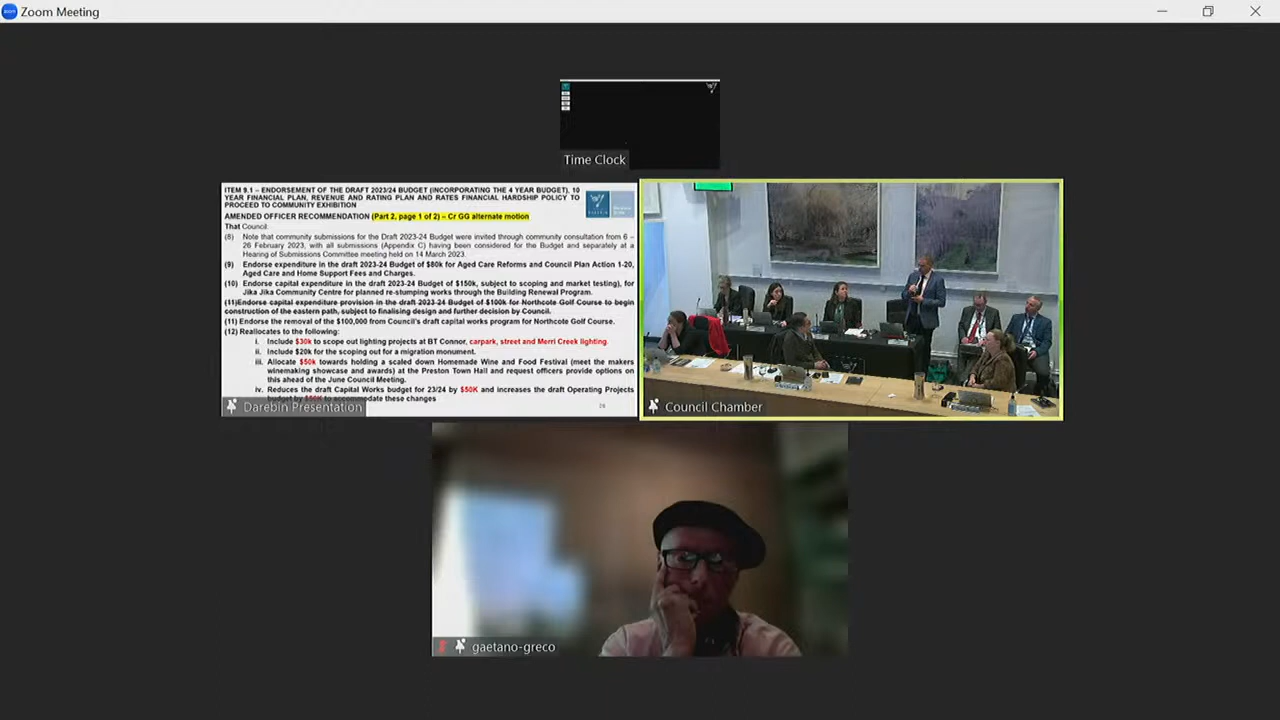 Zoom Meeting
Time Clock
ITEM 9.1 – ENDORSEMENT OF THE DRAFT 2023/24 BUDGET (INCORPORATING THE 4 YEAR BUDGET), 10
YEAR FINANCIAL PLAN, REVENUE AND RATING PLAN AND RATES FINANCIAL HARDSHIP POLICY TO
PROCEED TO COMMUNITY EXHIBITION
AMENDED OFFICER RECOMMENDATION (Part 2, page 1 of 2) – Cr GG alternate motion
That Council:
(8) Note that community submissions for the Draft 2023-24 Budget were invited through community consultation from 6 –
26 February 2023, with all submissions (Appendix C) having been considered for the Budget and separately at a
Hearing of Submissions Committee meeting held on 14 March 2023.
(9) Endorse expenditure in the draft 2023-24 Budget of $80k for Aged Care Reforms and Council Plan Action 1-20,
Aged Care and Home Support Fees and Charges.
(10) Endorse capital expenditure in the draft 2023-24 Budget of $150k, subject to scoping and market testing), for
Jika Jika Community Centre for planned re-stumping works through the Building Renewal Program.
(11)Endorse capital expenditure provision in the draft 2023-24 Budget of $100k for Northcote Golf Course to begin
construction of the eastern path, subject to finalising design and further decision by Council.
(11) Endorse the removal of the $100,000 from Council's draft capital works program for Northcote Golf Course.
(12) Reallocates to the following:
i. Include $30k to scope out lighting projects at BT Connor, carpark, street and Merri Creek lighting.
ii. Include $20k for the scoping out for a migration monument.
iii. Allocate $50k towards holding a scaled down Homemade Wine and Food Festival (meet the makers
winemaking showcase and awards) at the Preston Town Hall and request officers provide options on
this ahead of the June Council Meeting.
iv. Reduces the draft Capital Works budget for 23/24 by $50K and increases the draft Operating Projects
budget by $50K to accommodate these changes
Darebin Presentation
Council Chamber
gaetano-greco